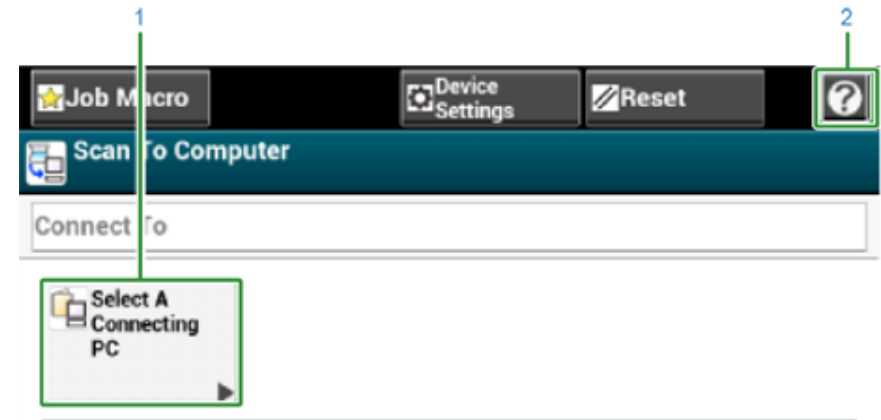 1 2
Job Macro
Device
Settings
Reset
?
Scan To Computer
Connect To
Select A
Connecting
PC